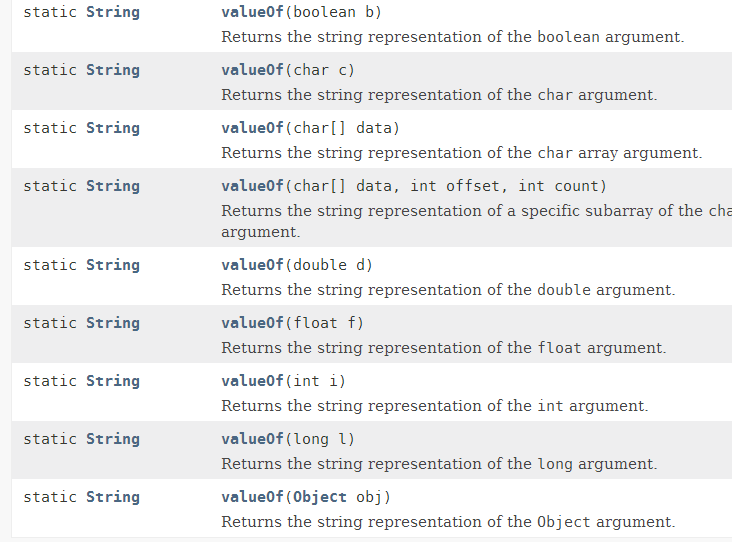 static String valueOf(boolean b)
Returns the string representation of the boolean argument.
static String valueOf(char c)
Returns the string representation of the char argument.
static String valueOf(char[] data)
Returns the string representation of the char array argument.
static String valueOf(char[] data, int offset, int count)
Returns the string representation of a specific subarray of the cha
argument.
static String valueOf(double d)
Returns the string representation of the double argument.
static String valueOf(float f)
Returns the string representation of the float argument.
static String valueOf(int i)
Returns the string representation of the int argument.
static String valueOf(long l)
Returns the string representation of the long argument.
static String valueOf(Object obj)
Returns the string representation of the Object argument.